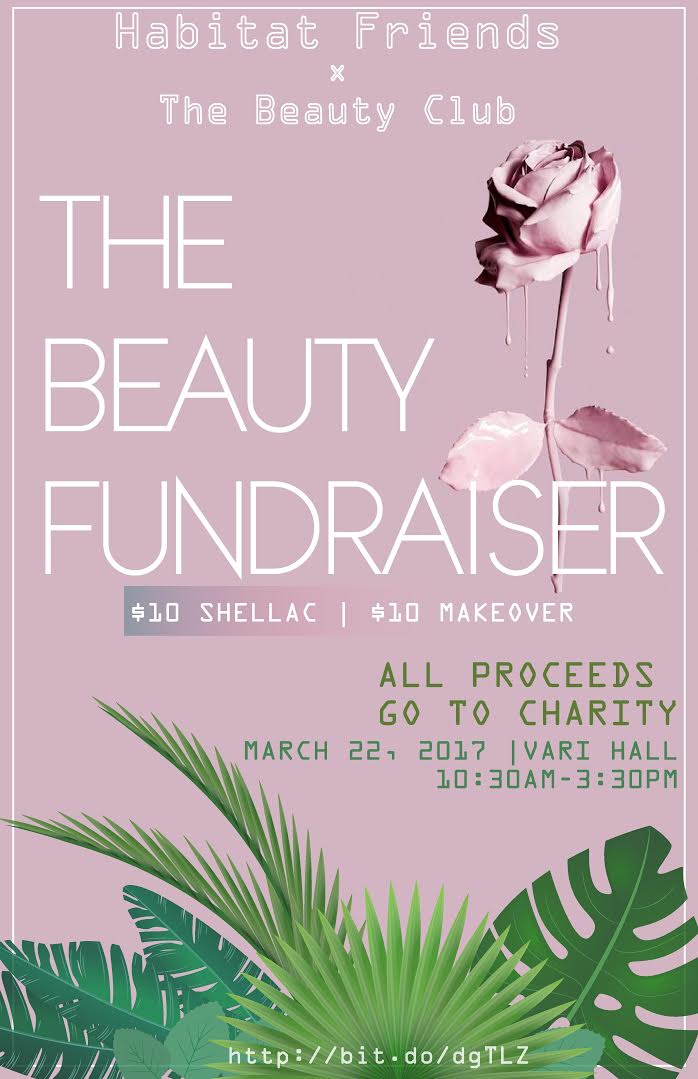 Habitat Friends
x
The Beauty Club
THE
BEAUTY
FUNDRAISER
$10 SHELLAC | $10 MAKEOVER
ALL PROCEEDS
GO TO CHARITY
MARCH 22, 2017 |VARI HALL
10:30AM-3:30PM
http://bit.do/dgTLZ